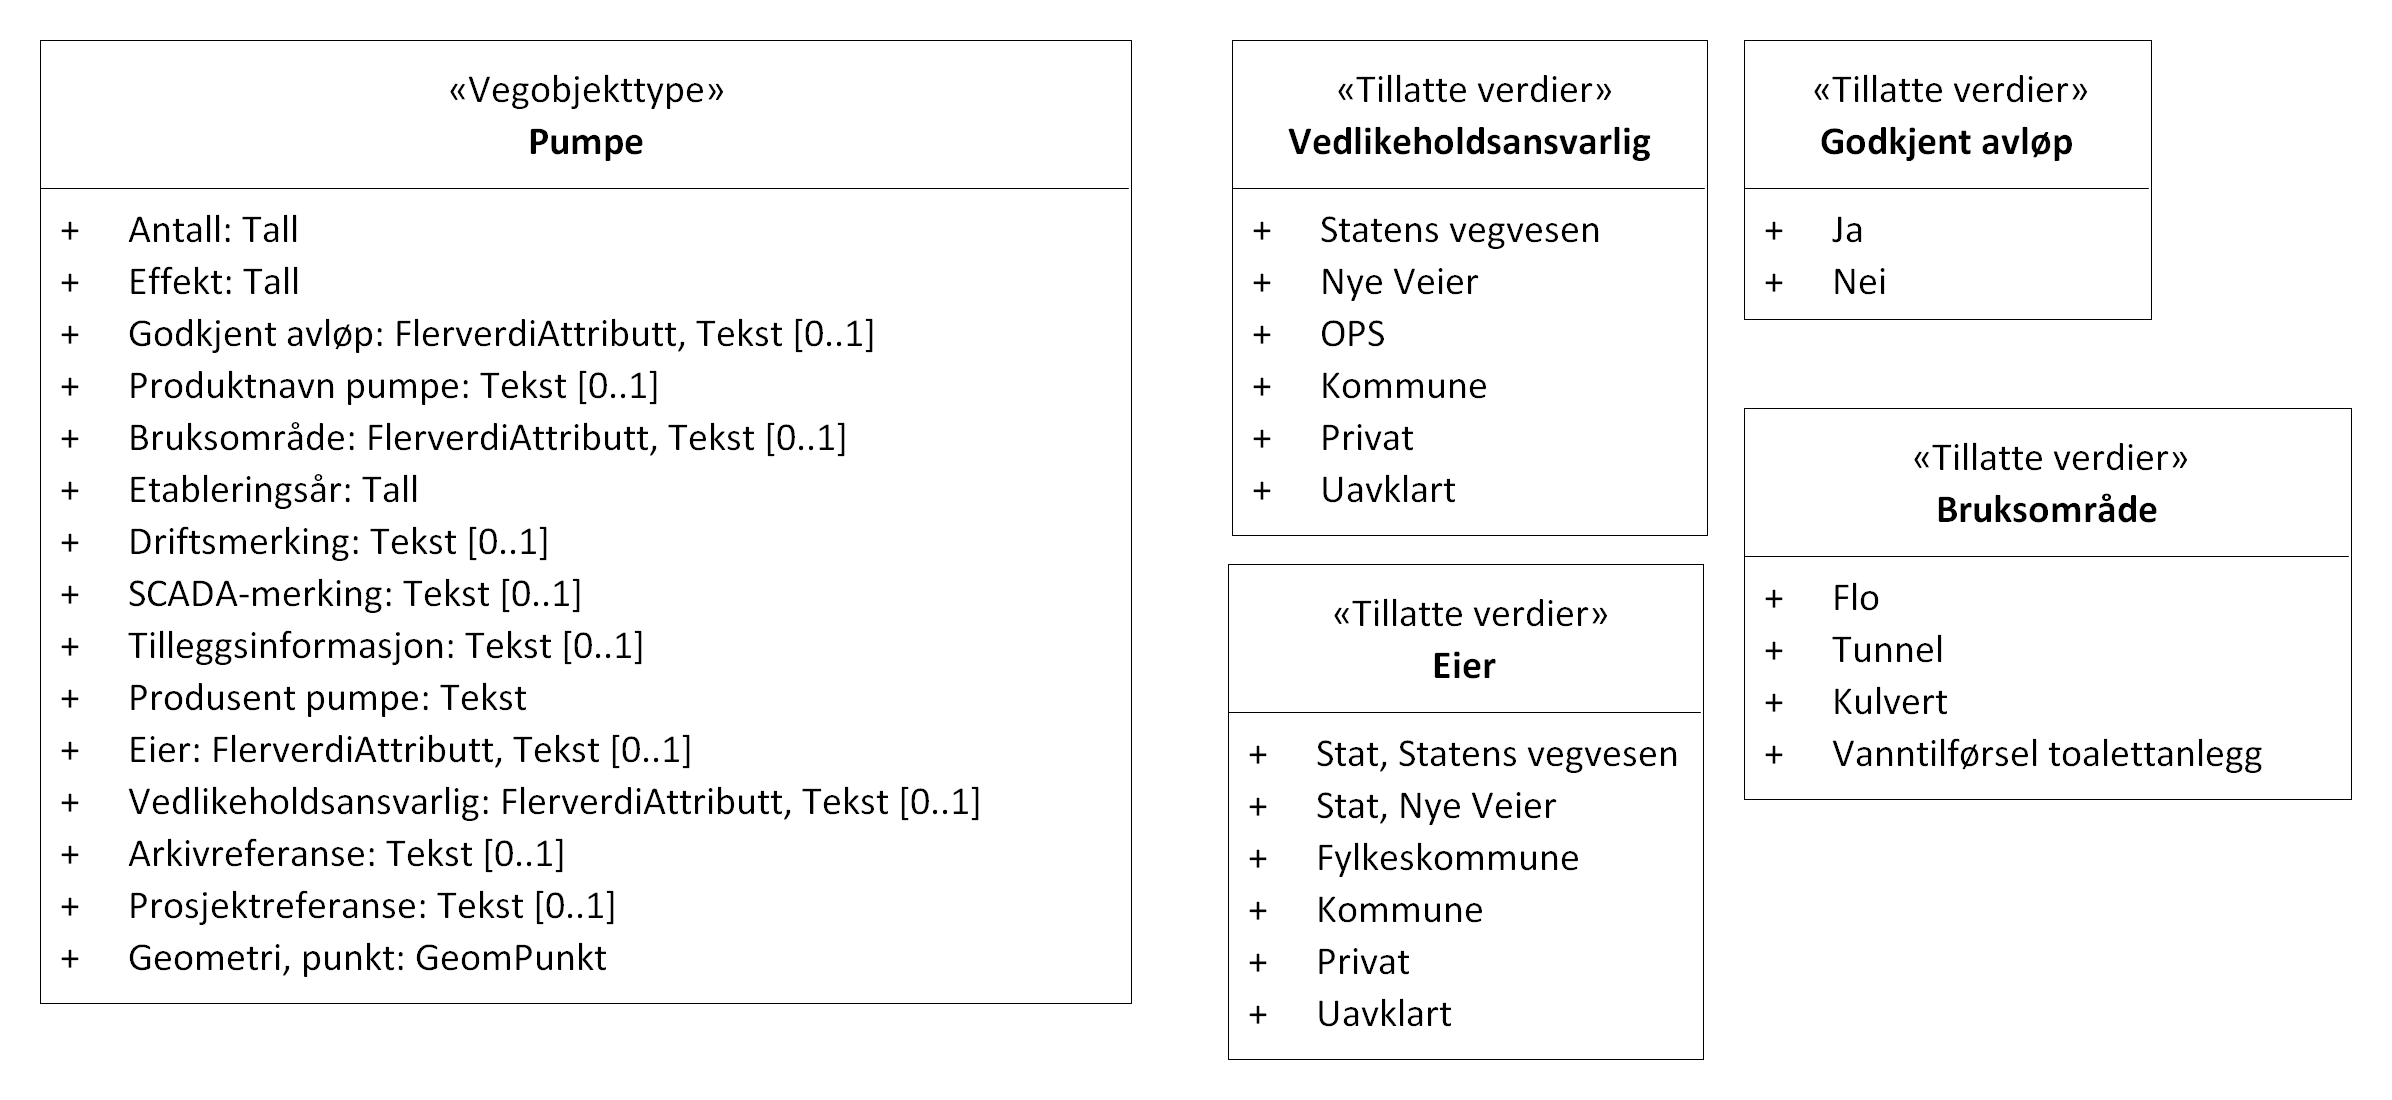 «Vegobjekttype»
Pumpe
+ Antall: Tall
+ Effekt: Tall
+ Godkjent avløp: FlerverdiAttributt, Tekst [0..1]
+ Produktnavn pumpe: Tekst [0..1]
+ Bruksområde: FlerverdiAttributt, Tekst [0..1]
+ Etableringsår: Tall
+ Driftsmerking: Tekst [0..1]
+ SCADA-merking: Tekst [0..1]
+ Tilleggsinformasjon: Tekst [0..1]
+ Produsent pumpe: Tekst
+ Eier: FlerverdiAttributt, Tekst [0..1]
+ Vedlikeholdsansvarlig: FlerverdiAttributt, Tekst [0..1]
+ Arkivreferanse: Tekst [0..1]
+ Prosjektreferanse: Tekst [0..1]
+ Geometri, punkt: GeomPunkt
«Tillatte verdier»
Vedlikeholdsansvarlig
+ Statens vegvesen
+ Nye Veier
+ OPS
+ Kommune
+ Privat
+ Uavklart
«Tillatte verdier»
Eier
+ Stat, Statens vegvesen
+ Stat, Nye Veier
+ Fylkeskommune
+ Kommune
+ Privat
+ Uavklart
«Tillatte verdier»
Godkjent avløp
+ Ja
+ Nei
«Tillatte verdier»
Bruksområde
+ Flo
+ Tunnel
+ Kulvert
+ Vanntilførsel toalettanlegg